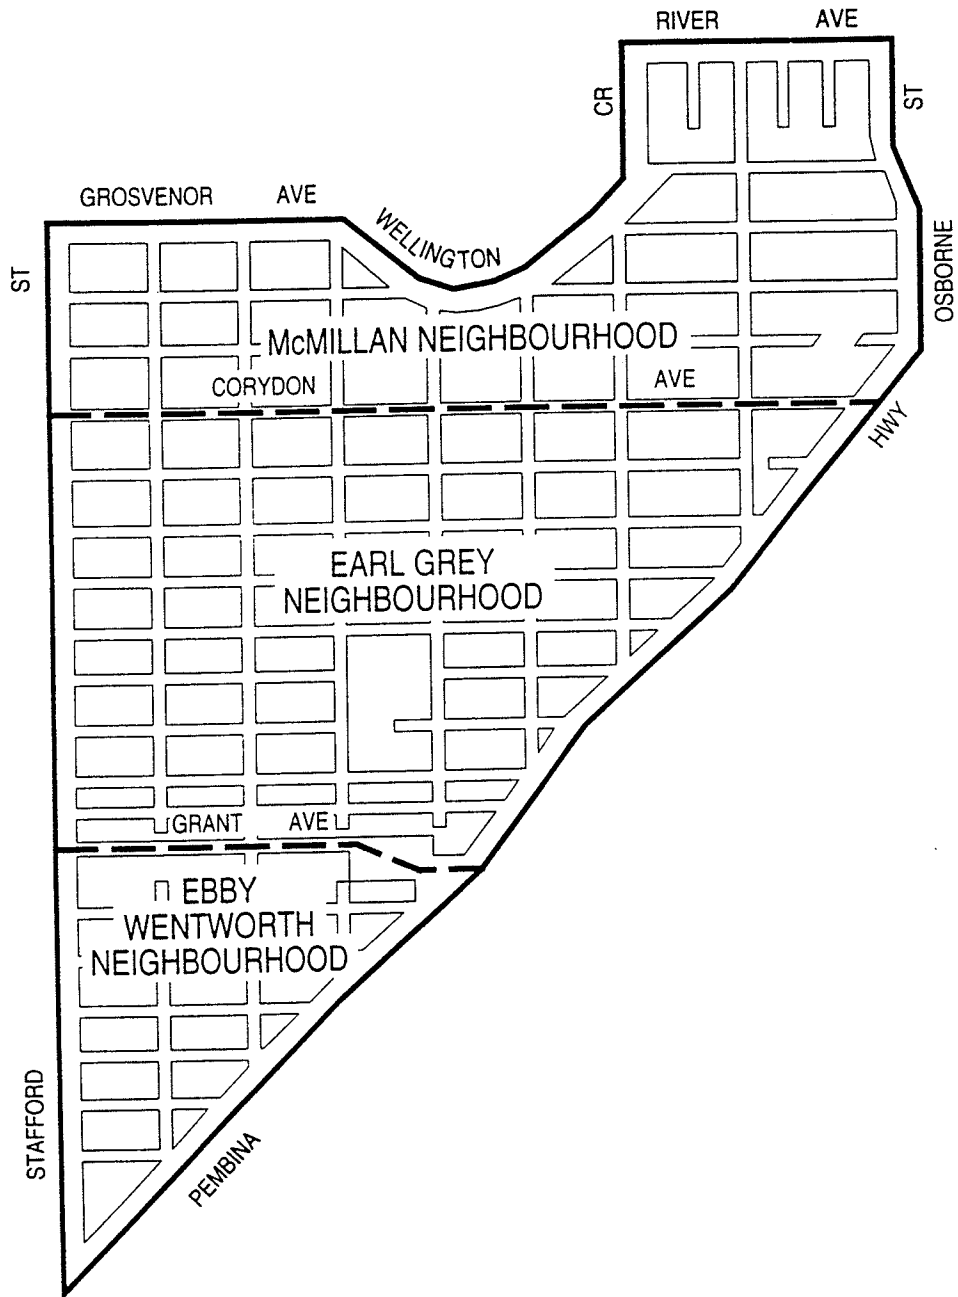 RIVER AVE
CR
ST
GROSVENOR AVE
WELLINGTON
ST
OSBORNE
McMILLAN NEIGHBOURHOOD
CORYDON AVE
HWY
EARL GREY
NEIGHBOURHOOD
GRANT AVE
EBBY
WENTWORTH
NEIGHBOURHOOD
STAFFORD
PEMBINA